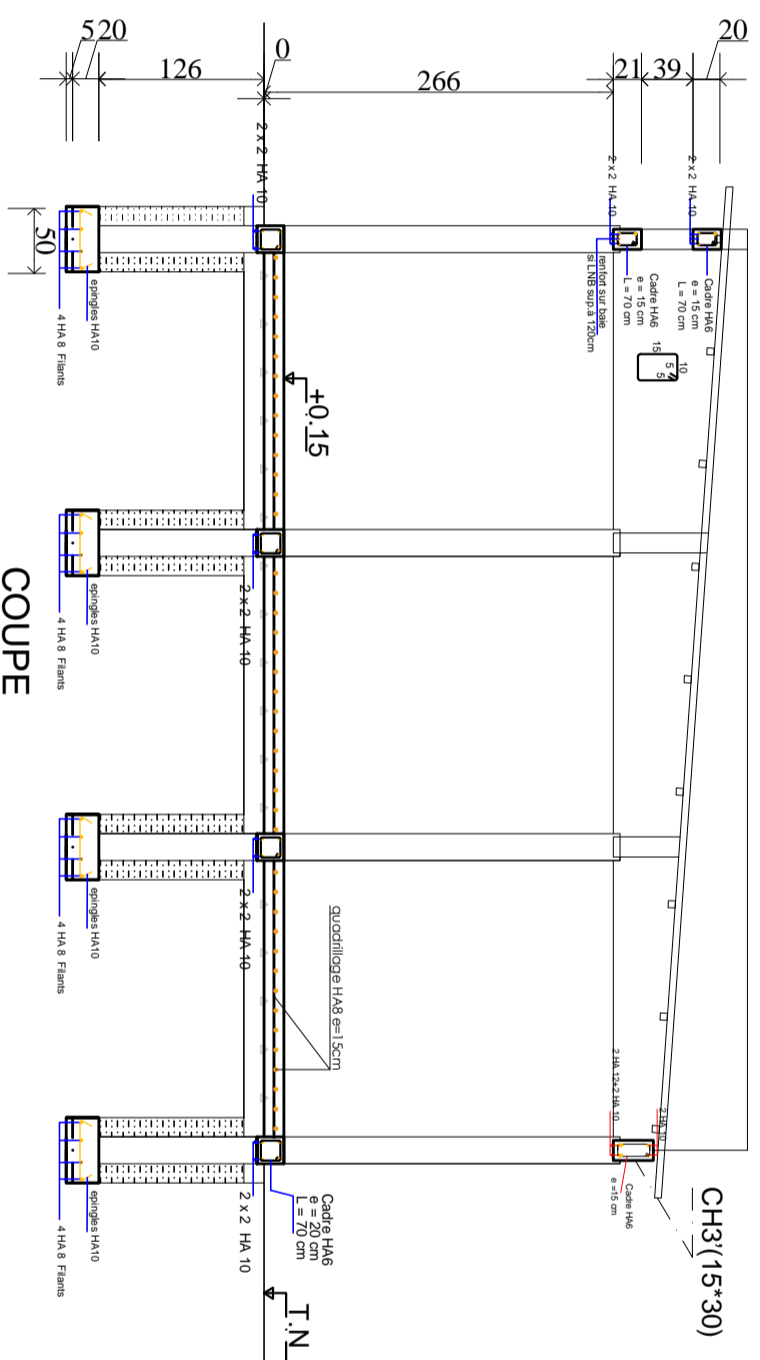 20
39
21
266
0
126
520
50
2 x 2 HA 10
Cadre HA6
e = 15 cm
L = 70 cm
2 x 2 HA 10
Cadre HA6
e = 15 cm
L = 70 cm
renfort sur baie
si LNB sup.à 120cm
15
10
5
5
CH3'(15*30)
2 HA 10
2 HA 12+2 HA 10
Cadre HA6
e =15 cm
+0.15
quadrillage HA8 e=15cm
T.N
2 x 2 HA 10
2 x 2 HA 10
2 x 2 HA 10
2 x 2 HA 10
Cadre HA6
e = 20 cm
L = 70 cm
epingles HA10
4 HA 8 Filants
epingles HA10
4 HA 8 Filants
epingles HA10
4 HA 8 Filants
epingles HA10
4 HA 8 Filants
COUPE